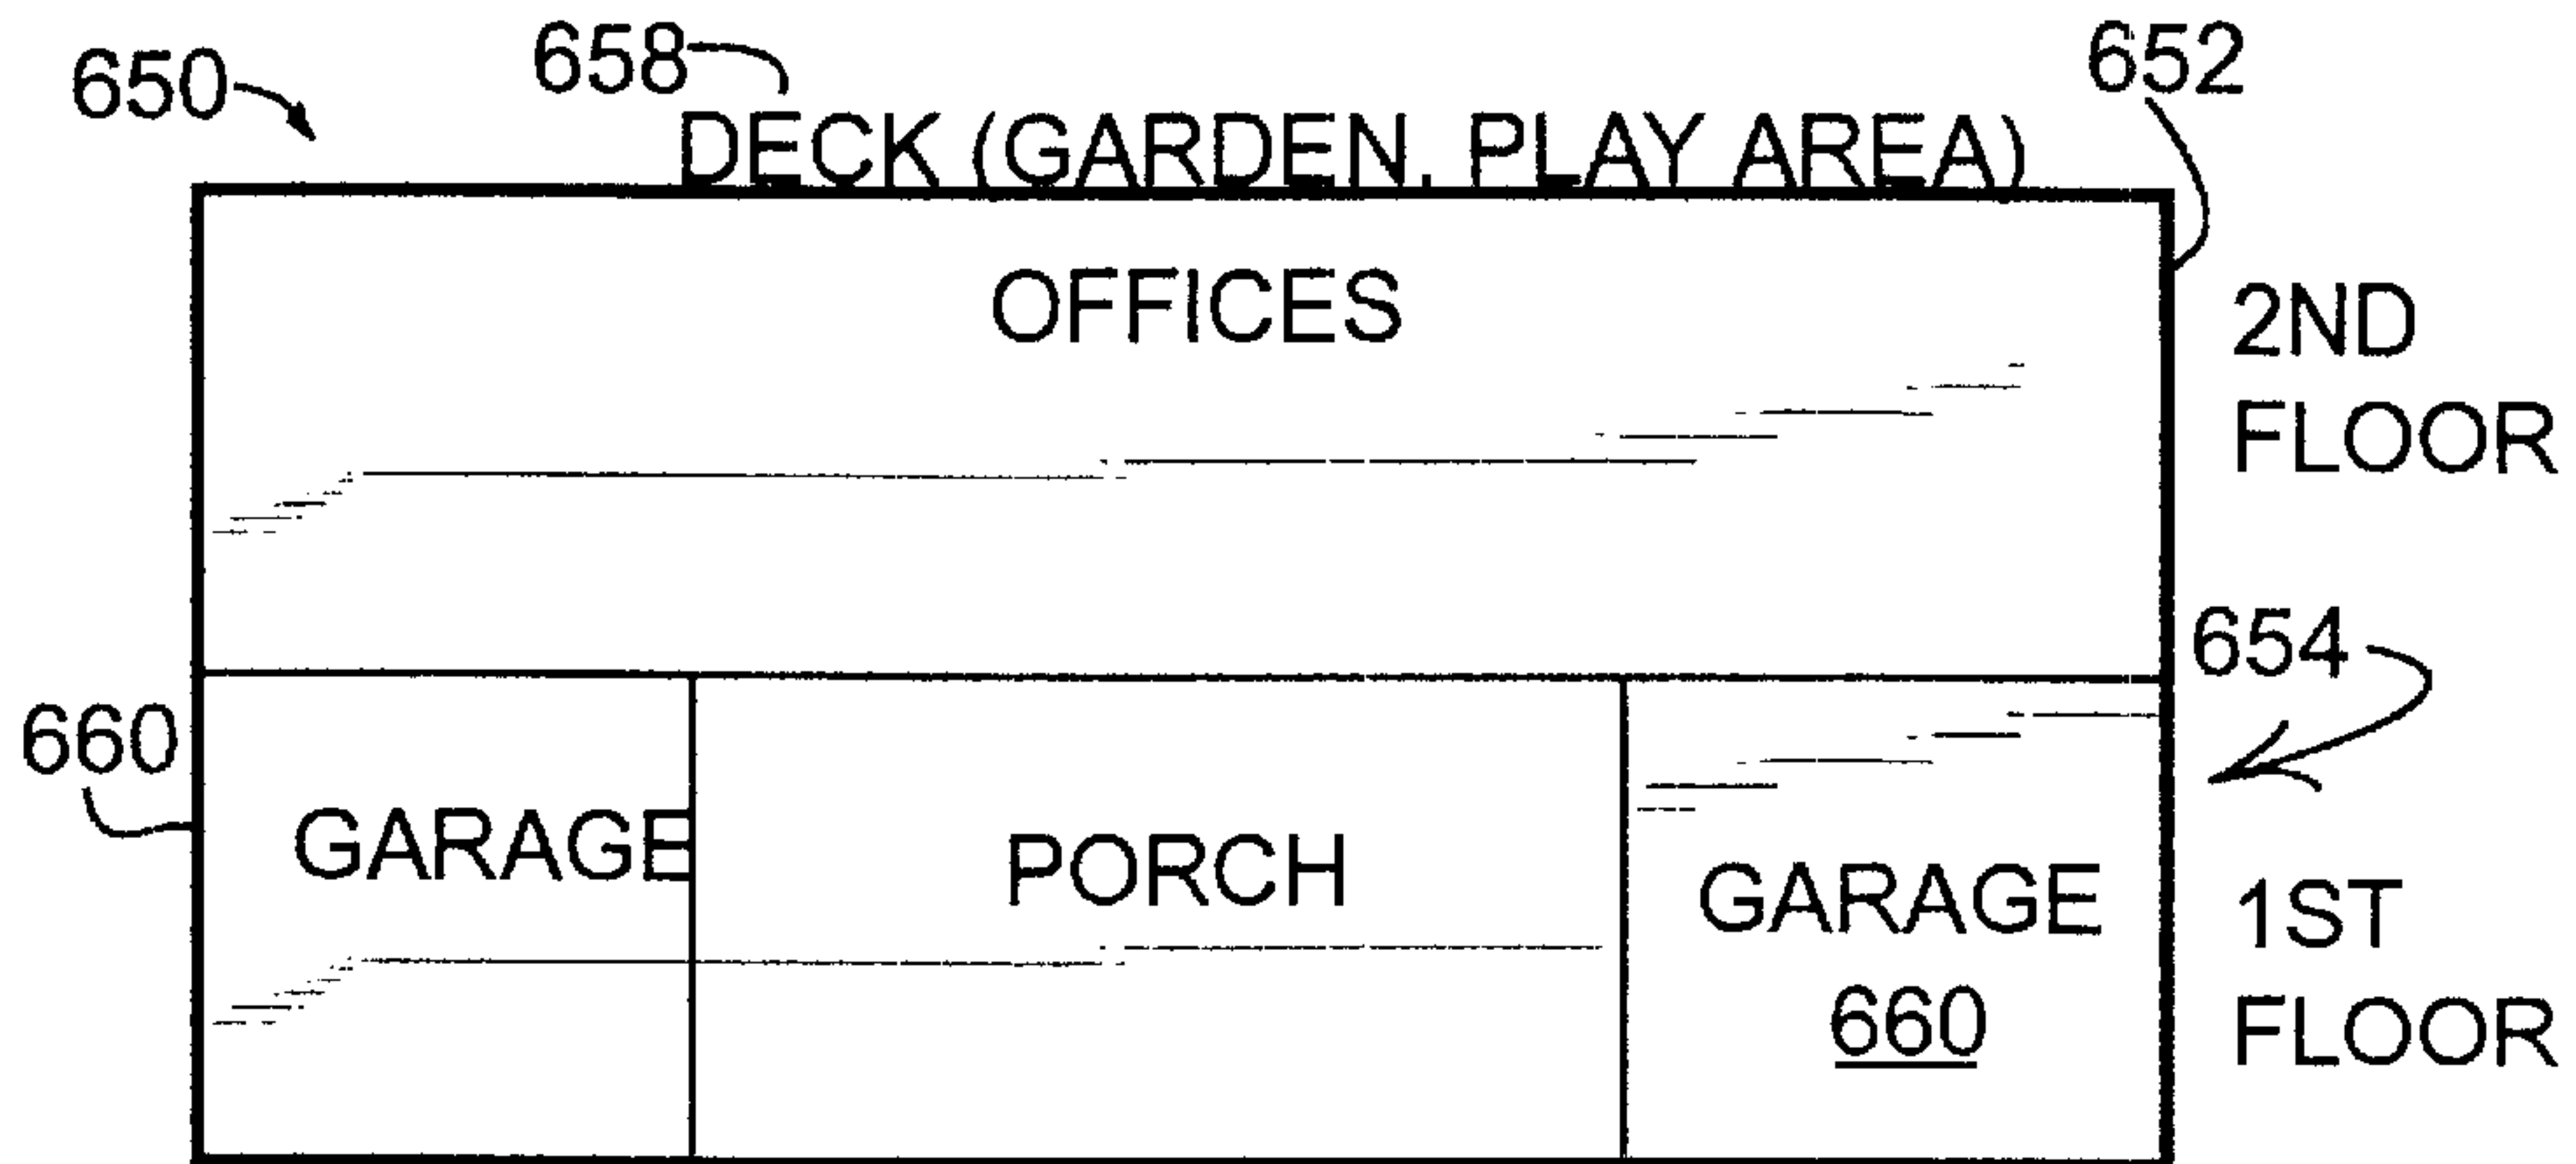 650
658
652
DECK (GARDEN, PLAY AREA)
OFFICES
2ND
FLOOR
654
660
GARAGE
PORCH
GARAGE
660
1ST
FLOOR